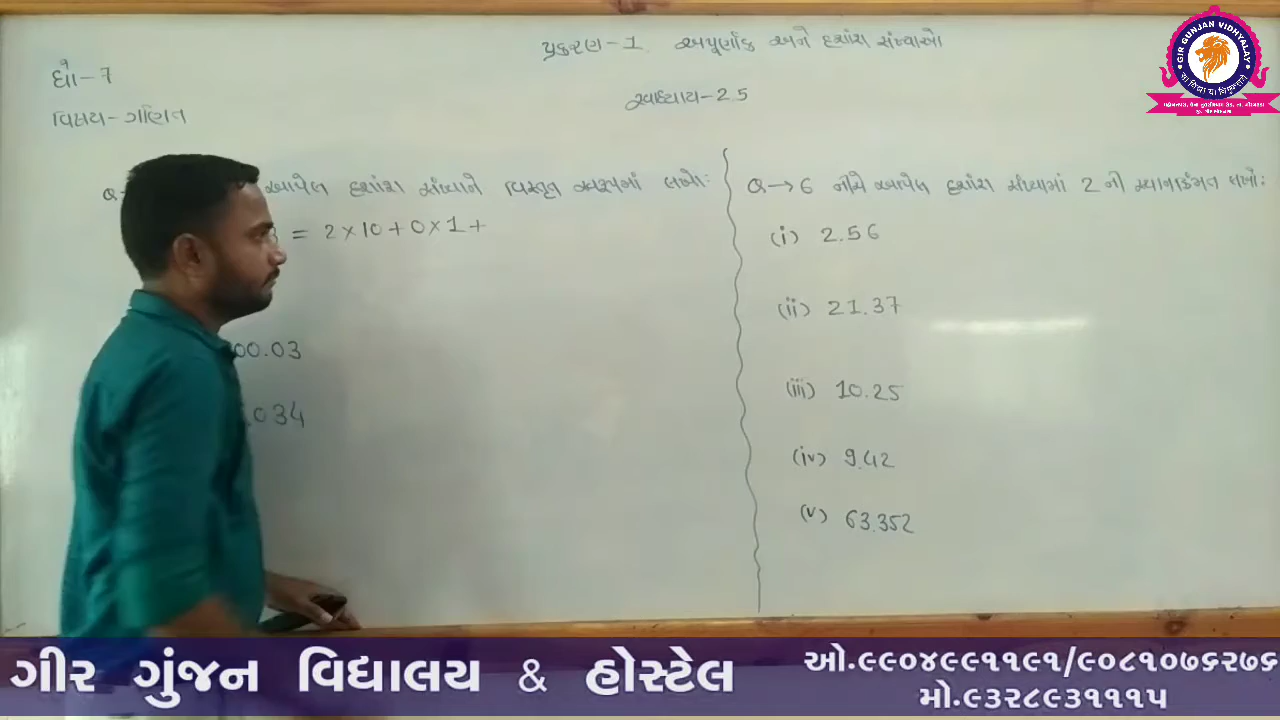 પ્રકરણ-1. અપૂર્ણાંક અને દશાંશ સંખ્યાઓ
ધો-7
સ્વાધ્યાય-2.5
વિષય-ગણિત
આપેલ દશાંશ સંખ્યાને વિસ્તૃત સ્વરૂપમાં લખો:
= 2×10+0×1+
00.03
.034
Q→6 નીચે આપેલ દશાંશ સંખ્યામાં 2 ની સ્થાનકિંમત લખો:
(i) 2.56
(ii) 21.37
(iii) 10.25
(iv) 9.42
(v) 63.352
GIR GUNJAN VIDHYALAY
ગીર ગુંજન વિદ્યાલય & હોસ્ટેલ
ઓ.૯૯૦૪૯૯૧૧૯૧/૯૦૮૧૦૭૬૨૭૬
મો.૯૩૨૮૯૩૧૧૧૫